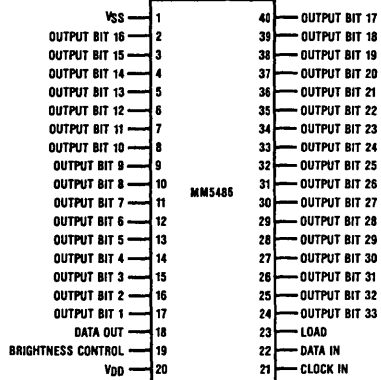 VSS 1 40 OUTPUT BIT 17
OUTPUT BIT 16 2 39 OUTPUT BIT 18
OUTPUT BIT 15 3 38 OUTPUT BIT 19
OUTPUT BIT 14 4 37 OUTPUT BIT 20
OUTPUT BIT 13 5 36 OUTPUT BIT 21
OUTPUT BIT 12 6 35 OUTPUT BIT 22
OUTPUT BIT 11 7 34 OUTPUT BIT 23
OUTPUT BIT 10 8 33 OUTPUT BIT 24
OUTPUT BIT 9 9 32 OUTPUT BIT 25
OUTPUT BIT 8 10 31 OUTPUT BIT 26
MM5486
OUTPUT BIT 7 11 30 OUTPUT BIT 27
OUTPUT BIT 6 12 29 OUTPUT BIT 28
OUTPUT BIT 5 13 28 OUTPUT BIT 29
OUTPUT BIT 4 14 27 OUTPUT BIT 30
OUTPUT BIT 3 15 26 OUTPUT BIT 31
OUTPUT BIT 2 16 25 OUTPUT BIT 32
OUTPUT BIT 1 17 24 OUTPUT BIT 33
DATA OUT 18 23 LOAD
BRIGHTNESS CONTROL 19 22 DATA IN
VDD 20 21 CLOCK IN